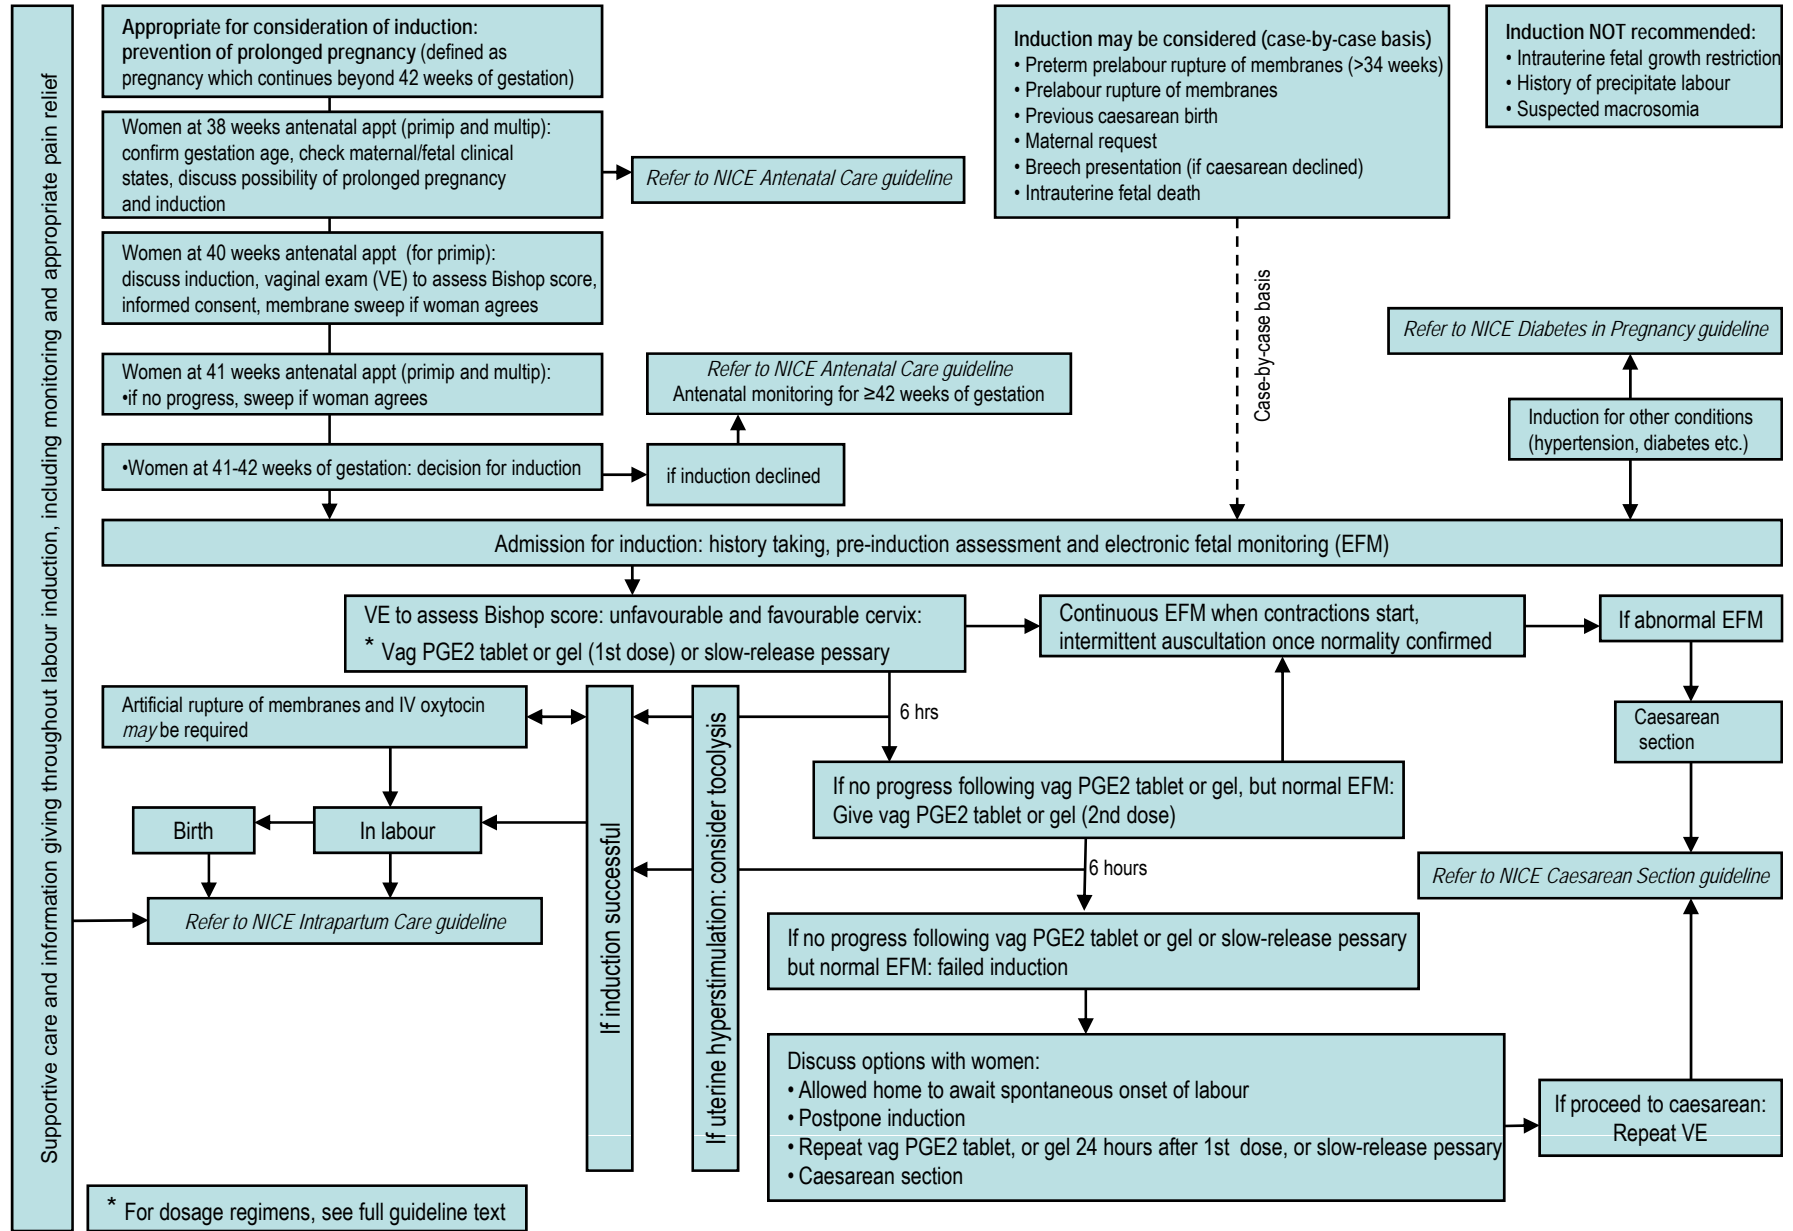 Supportive care and information giving throughout labour induction, including monitoring and appropriate pain relief
Appropriate for consideration of induction:
prevention of prolonged pregnancy (defined as
pregnancy which continues beyond 42 weeks of gestation)
Women at 38 weeks antenatal appt (primip and multip):
confirm gestation age, check maternal/fetal clinical
states, discuss possibility of prolonged pregnancy
and induction
Refer to NICE Antenatal Care guideline
Women at 40 weeks antenatal appt (for primip):
discuss induction, vaginal exam (VE) to assess Bishop score,
informed consent, membrane sweep if woman agrees
Women at 41 weeks antenatal appt (primip and multip):
•if no progress, sweep if woman agrees
Refer to NICE Antenatal Care guideline
Antenatal monitoring for ≥42 weeks of gestation
•Women at 41-42 weeks of gestation: decision for induction
if induction declined
Induction may be considered (case-by-case basis)
• Preterm prelabour rupture of membranes (>34 weeks)
• Prelabour rupture of membranes
• Previous caesarean birth
• Maternal request
• Breech presentation (if caesarean declined)
• Intrauterine fetal death
Case-by-case basis
Induction NOT recommended:
• Intrauterine fetal growth restriction
• History of precipitate labour
• Suspected macrosomia
Refer to NICE Diabetes in Pregnancy guideline
Induction for other conditions
(hypertension, diabetes etc.)
Admission for induction: history taking, pre-induction assessment and electronic fetal monitoring (EFM)
VE to assess Bishop score: unfavourable and favourable cervix:
* Vag PGE2 tablet or gel (1st dose) or slow-release pessary
Continuous EFM when contractions start,
intermittent auscultation once normality confirmed
If abnormal EFM
Caesarean
section
Artificial rupture of membranes and IV oxytocin
may be required
If induction successful
If uterine hyperstimulation: consider tocolysis
6 hrs
If no progress following vag PGE2 tablet or gel, but normal EFM:
Give vag PGE2 tablet or gel (2nd dose)
Birth
In labour
6 hours
Refer to NICE Caesarean Section guideline
Refer to NICE Intrapartum Care guideline
If no progress following vag PGE2 tablet or gel or slow-release pessary
but normal EFM: failed induction
Discuss options with women:
• Allowed home to await spontaneous onset of labour
• Postpone induction
• Repeat vag PGE2 tablet, or gel 24 hours after 1st dose, or slow-release pessary
• Caesarean section
If proceed to caesarean:
Repeat VE
* For dosage regimens, see full guideline text